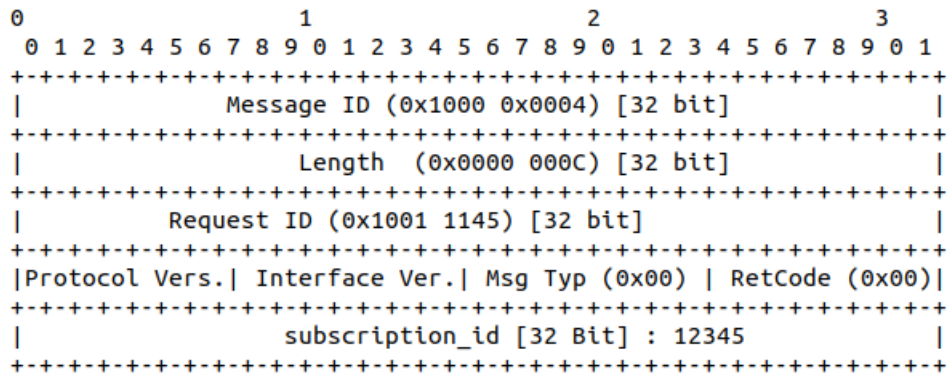 0                   1                   2                   3
 0 1 2 3 4 5 6 7 8 9 0 1 2 3 4 5 6 7 8 9 0 1 2 3 4 5 6 7 8 9 0 1
+-+-+-+-+-+-+-+-+-+-+-+-+-+-+-+-+-+-+-+-+-+-+-+-+-+-+-+-+-+-+-+-+
|              Message ID (0x1000 0x0004) [32 bit]              |
+-+-+-+-+-+-+-+-+-+-+-+-+-+-+-+-+-+-+-+-+-+-+-+-+-+-+-+-+-+-+-+-+
|                   Length  (0x0000 000C) [32 bit]              |
+-+-+-+-+-+-+-+-+-+-+-+-+-+-+-+-+-+-+-+-+-+-+-+-+-+-+-+-+-+-+-+-+
|          Request ID (0x1001 1145) [32 bit]                    |
+-+-+-+-+-+-+-+-+-+-+-+-+-+-+-+-+-+-+-+-+-+-+-+-+-+-+-+-+-+-+-+-+
|Protocol Vers.| Interface Ver.| Msg Typ (0x00) | RetCode (0x00)|
+-+-+-+-+-+-+-+-+-+-+-+-+-+-+-+-+-+-+-+-+-+-+-+-+-+-+-+-+-+-+-+-+
|                  subscription_id [32 Bit] : 12345             |
+-+-+-+-+-+-+-+-+-+-+-+-+-+-+-+-+-+-+-+-+-+-+-+-+-+-+-+-+-+-+-+-+